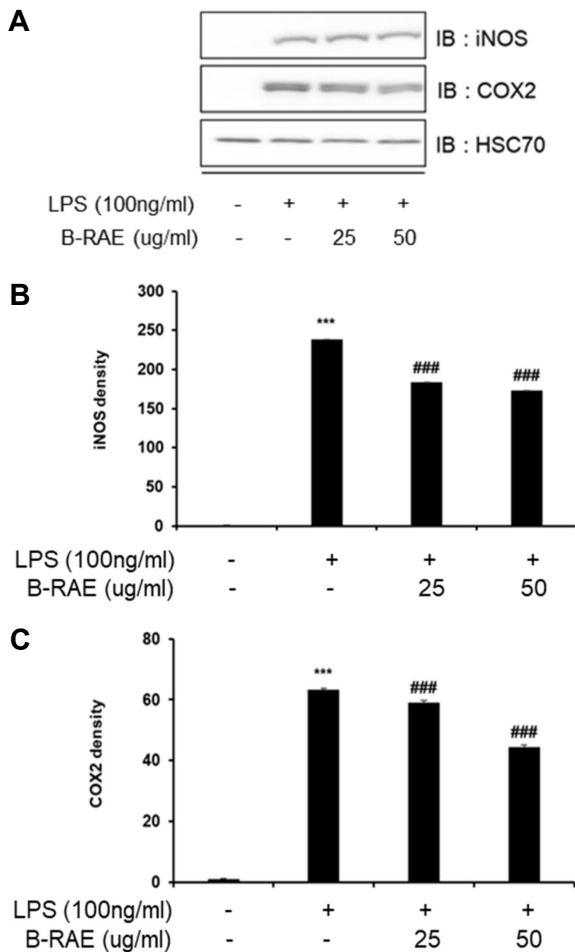 A
IB : iNOS
IB : COX2
IB : HSC70
LPS (100ng/ml) - + + +
B-RAE (ug/ml) - - 25 50
B
300
250
200
150
100
50
0
iNOS density
***
###
###
LPS (100ng/ml) - + + +
B-RAE (ug/ml) - - 25 50
C
80
60
40
20
0
COX2 density
***
###
###
LPS (100ng/ml) - + + +
B-RAE (ug/ml) - - 25 50